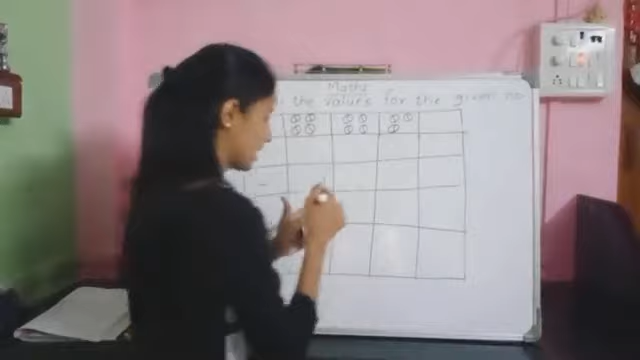 Maths
the values for the given no